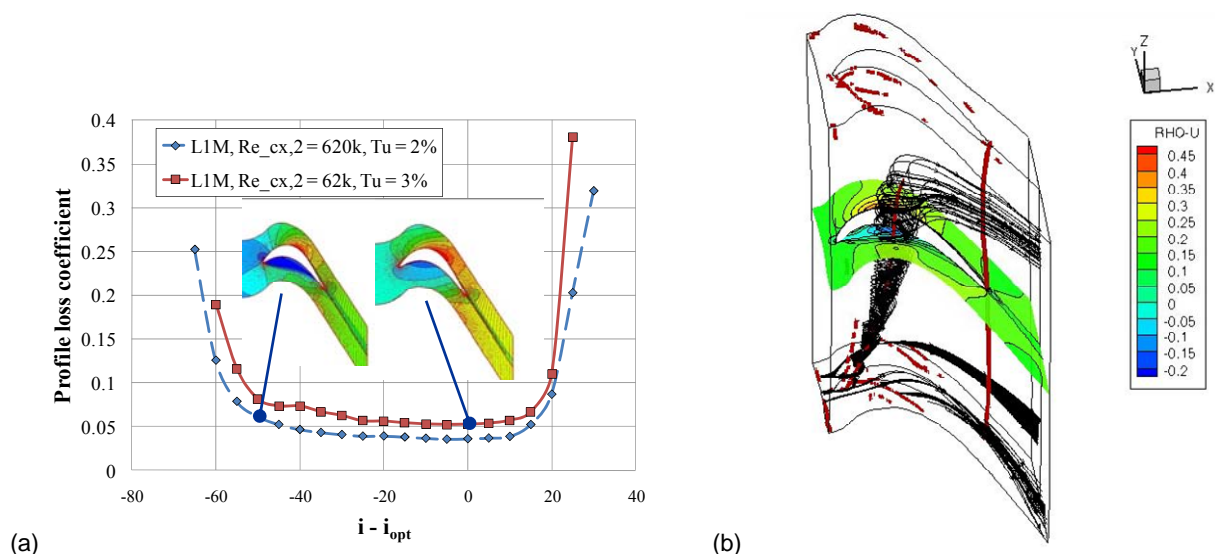 0.4
0.35
0.3
0.25
0.2
0.15
0.1
0.05
0
Profile loss coefficient
L1M, Re_cx,2 = 620k, Tu = 2%
L1M, Re_cx,2 = 62k, Tu = 3%
-80 -60 -40 -20 0 20 40
i - iopt
(a)
Y Z X
RHO-U
0.45
0.4
0.35
0.3
0.25
0.2
0.15
0.1
0.05
0
-0.05
-0.1
-0.15
-0.2
(b)